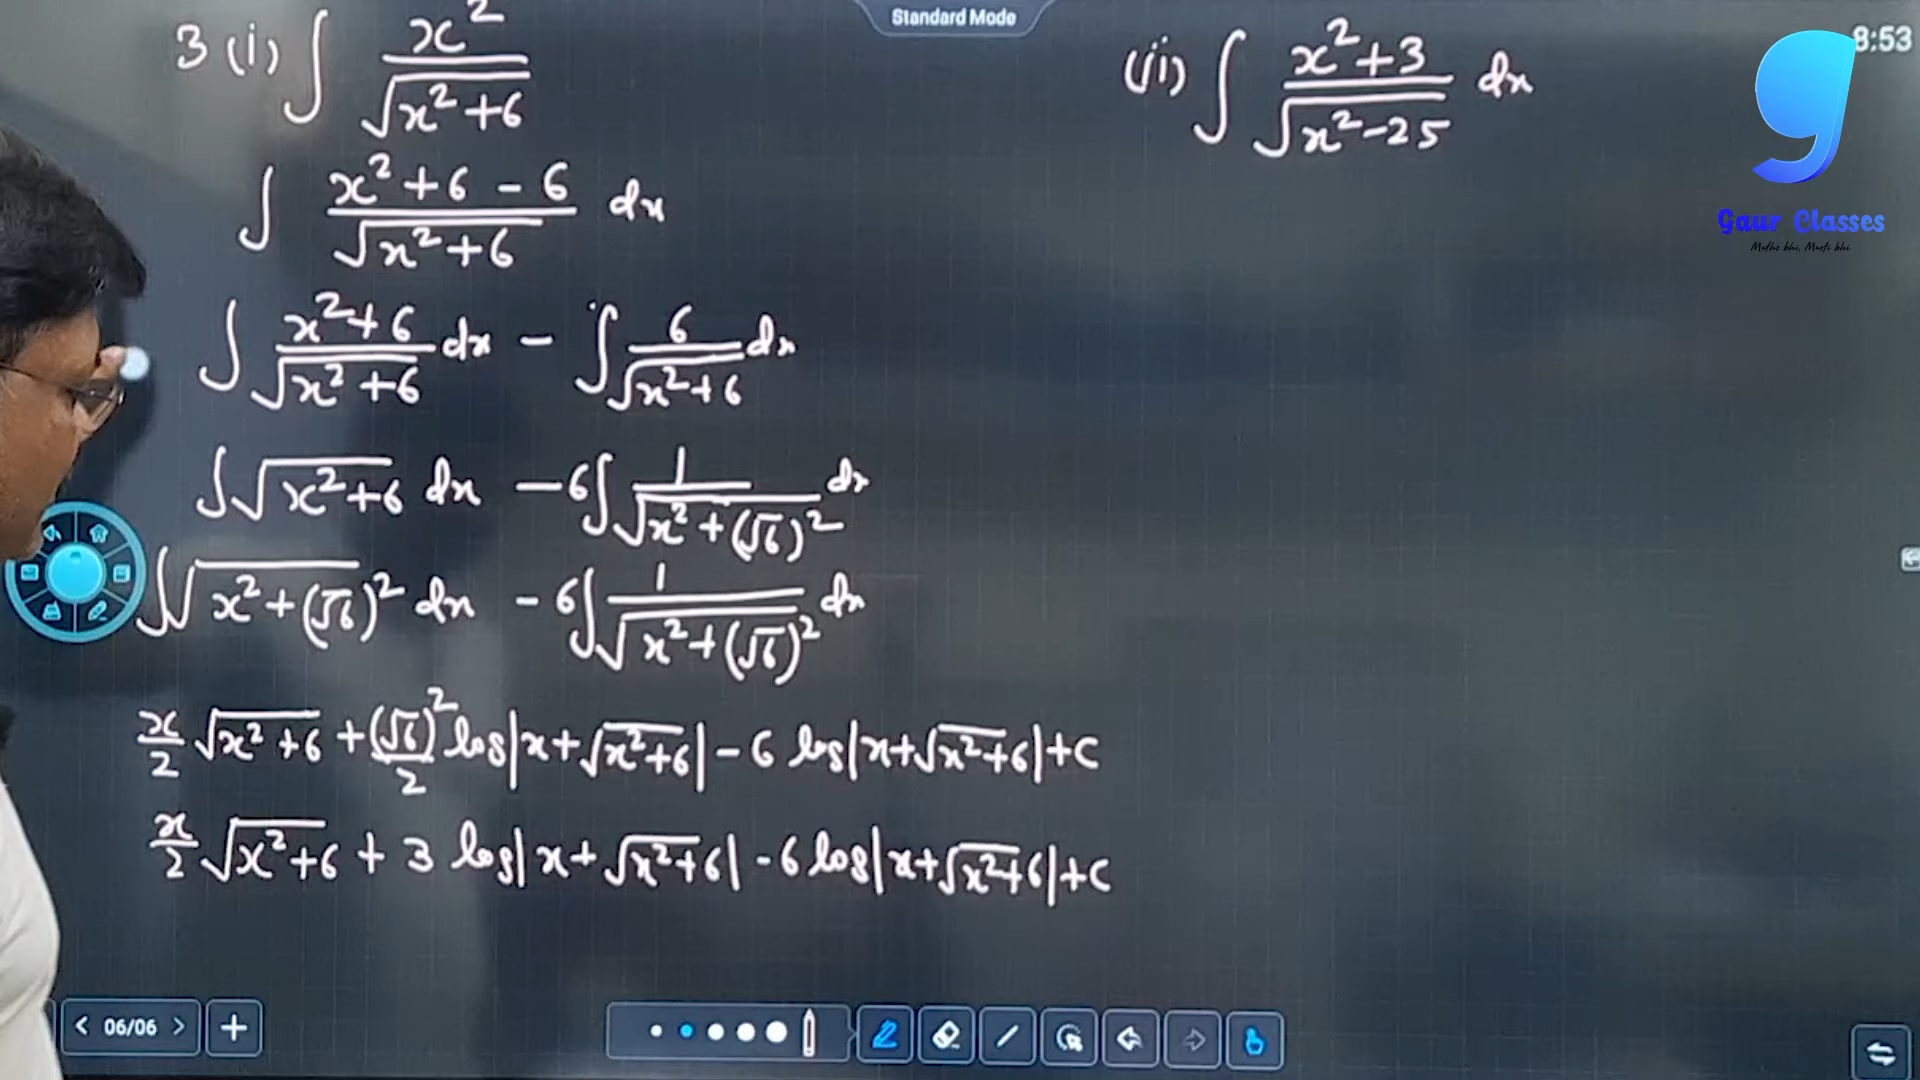 Standard Mode
8:53
3 (i) ∫ x² / √(x²+6)
∫ (x²+6-6) / √(x²+6) dx
∫ (x²+6) / √(x²+6) dx - ∫ 6 / √(x²+6) dx
∫ √(x²+6) dx - 6∫ 1 / √(x²+(√6)²) dx
∫ √(x²+(√6)²) dx - 6∫ 1 / √(x²+(√6)²) dx
x/2 √(x²+6) + (√6)²/2 log|x+√(x²+6)| - 6 log|x+√(x²+6)| + C
x/2 √(x²+6) + 3 log|x+√(x²+6)| - 6 log|x+√(x²+6)| + C
(ii) ∫ (x²+3) / √(x²-25) dx
g
Gaur Classes
Maths bhi, Masti bhi
< 06/06 >
+